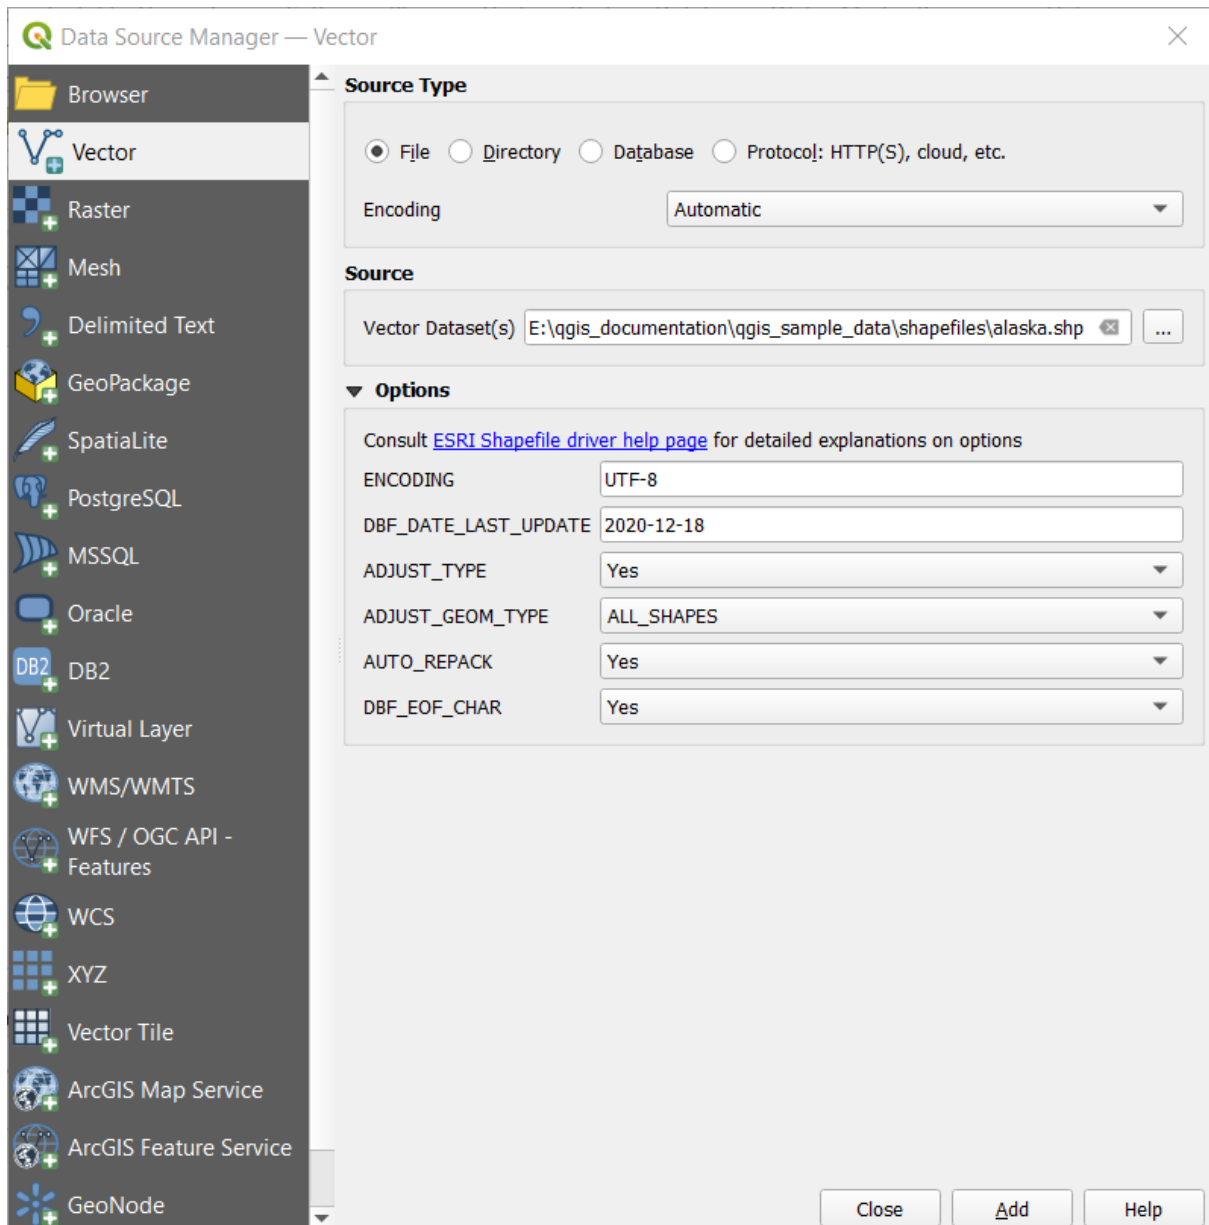 Data Source Manager — Vector
Browser
Vector
Raster
Mesh
Delimited Text
GeoPackage
SpatiaLite
PostgreSQL
MSSQL
Oracle
DB2
DB2
Virtual Layer
WMS/WMTS
WFS / OGC API -
Features
WCS
XYZ
Vector Tile
ArcGIS Map Service
ArcGIS Feature Service
GeoNode
Source Type
File Directory Database Protocol: HTTP(S), cloud, etc.
Encoding Automatic
Source
Vector Dataset(s) E:\qgis_documentation\qgis_sample_data\shapefiles\alaska.shp ...
Options
Consult ESRI Shapefile driver help page for detailed explanations on options
ENCODING UTF-8
DBF_DATE_LAST_UPDATE 2020-12-18
ADJUST_TYPE Yes
ADJUST_GEOM_TYPE ALL_SHAPES
AUTO_REPACK Yes
DBF_EOF_CHAR Yes
Close Add Help